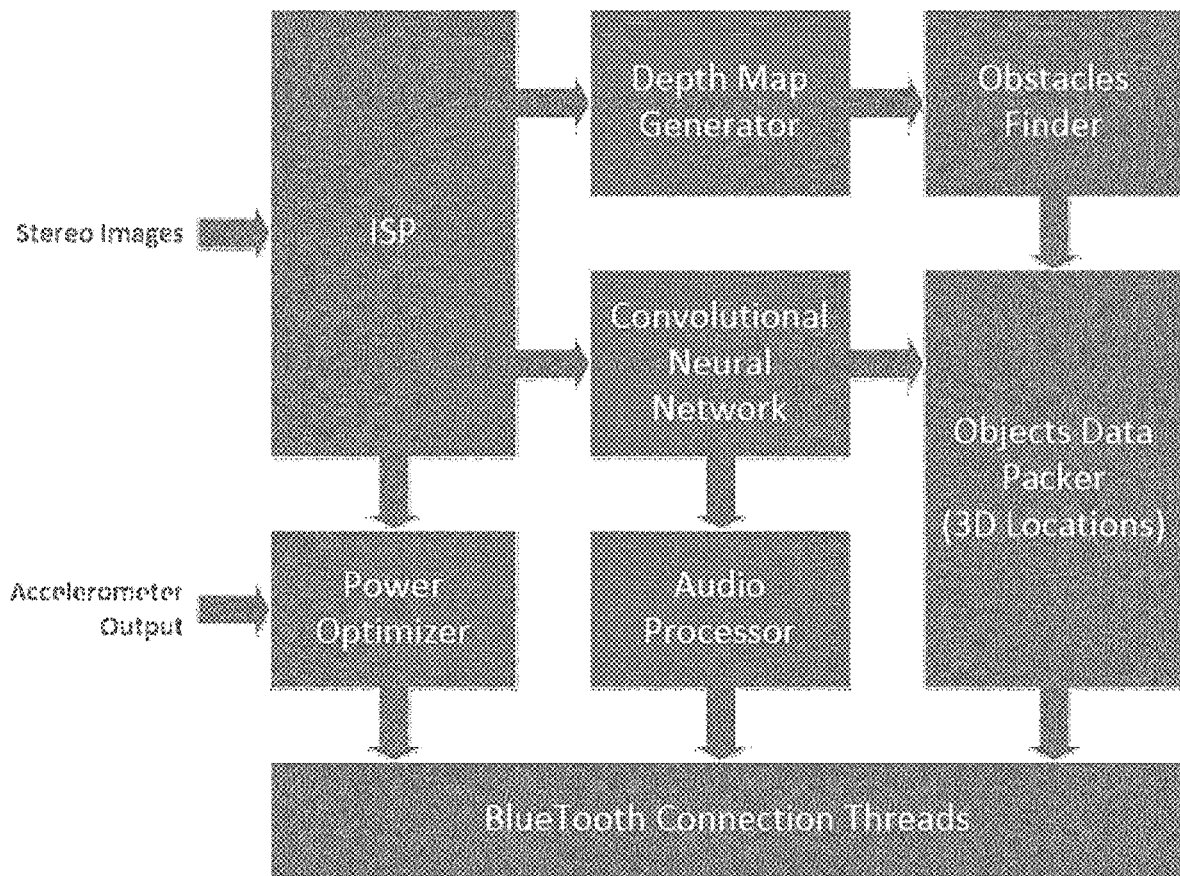 Depth Map
Generator
Obstacles
Finder
Stereo Images
ISP
Convolutional
Neural
Network
Objects Data
Packer
(3D Locations)
Accelerometer
Output
Power
Optimizer
Audio
Processor
BlueTooth Connection Threads